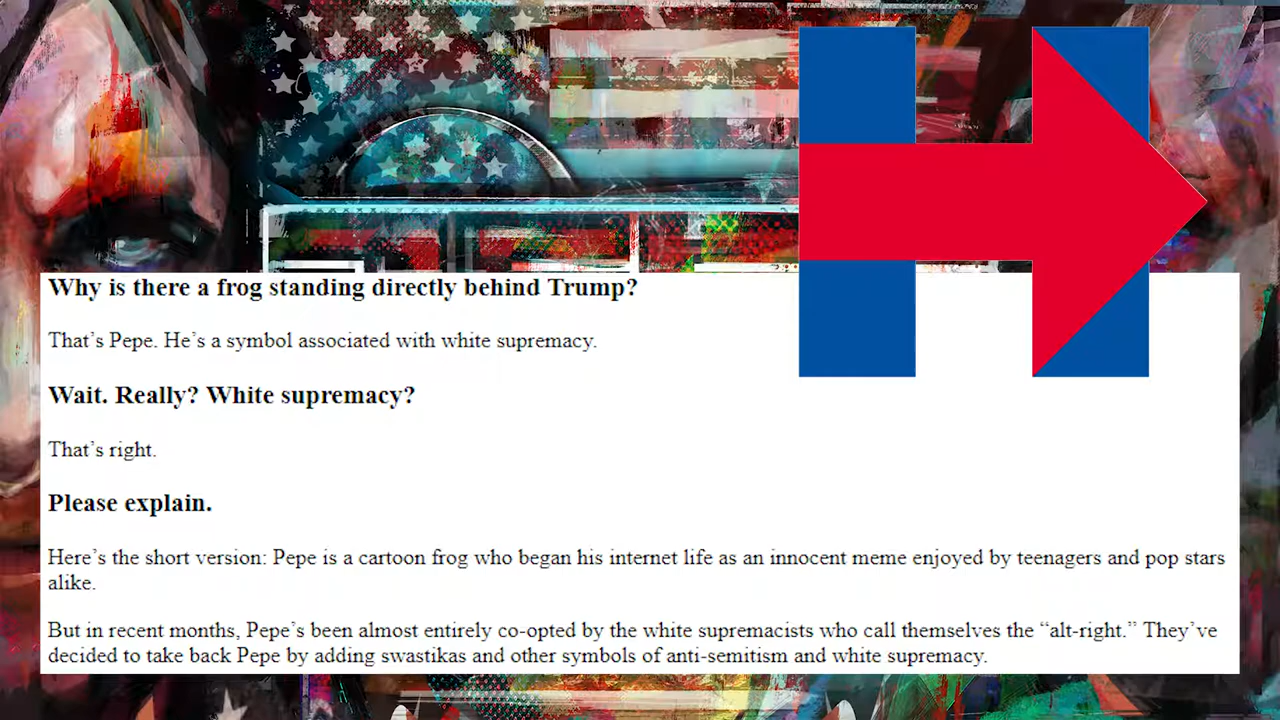 Why is there a frog standing directly behind Trump?
That’s Pepe. He’s a symbol associated with white supremacy.
Wait. Really? White supremacy?
That’s right.
Please explain.
Here’s the short version: Pepe is a cartoon frog who began his internet life as an innocent meme enjoyed by teenagers and pop stars
alike.
But in recent months, Pepe’s been almost entirely co-opted by the white supremacists who call themselves the “alt-right.” They’ve
decided to take back Pepe by adding swastikas and other symbols of anti-semitism and white supremacy.